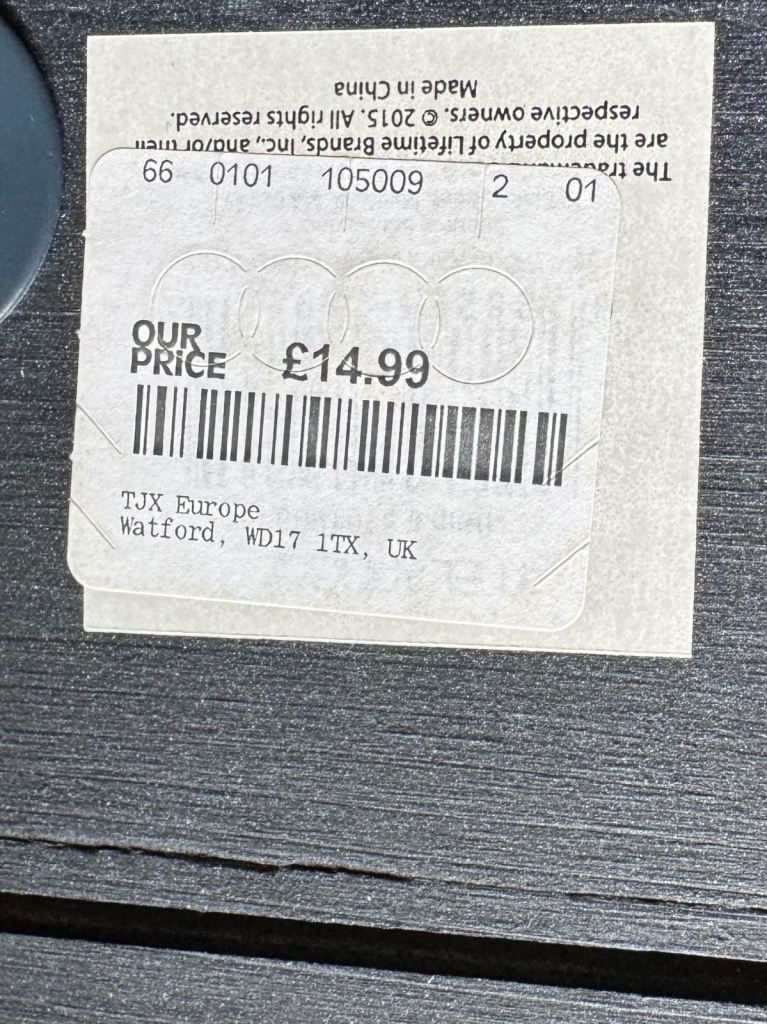 66 0101 105009 2 01
OUR
PRICE £14.99
TJX Europe
Watford, WD17 1TX, UK
The
are the property of Lifetime Brands, Inc., and/or their
respective owners. © 2015. All rights reserved.
Made in China